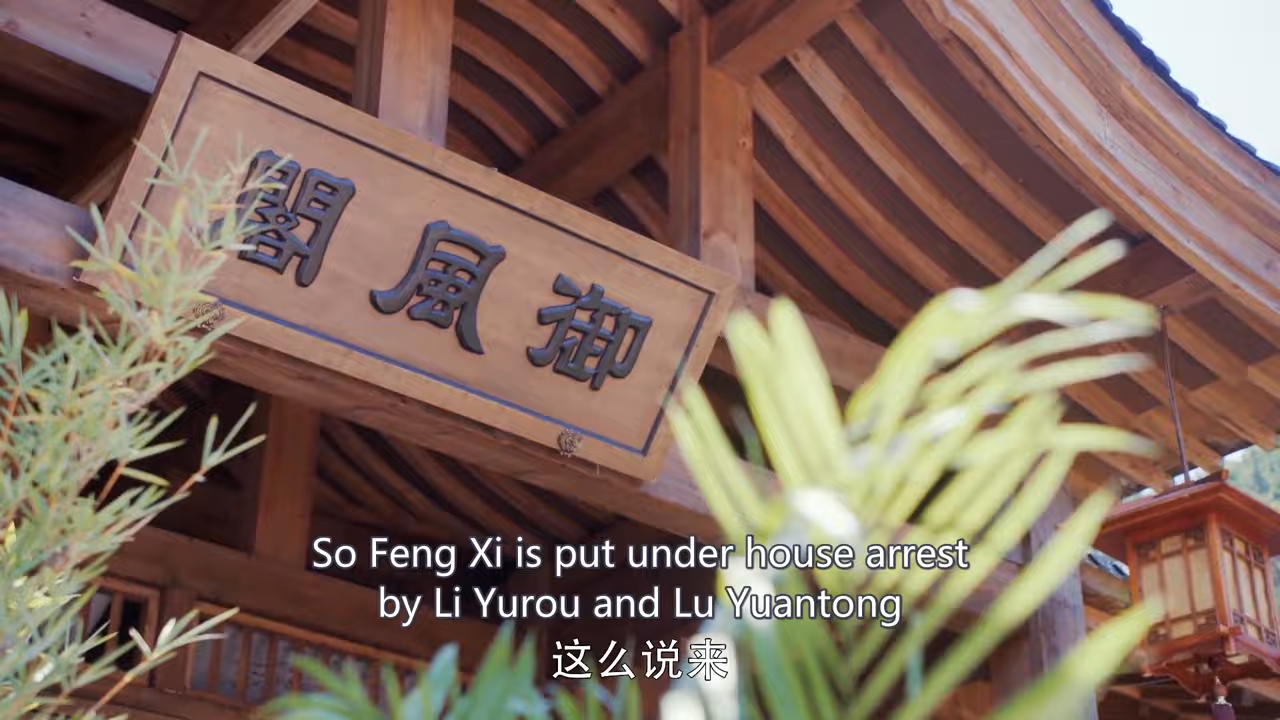 御風閣
So Feng Xi is put under house arrest
by Li Yurou and Lu Yuantong
这么说来